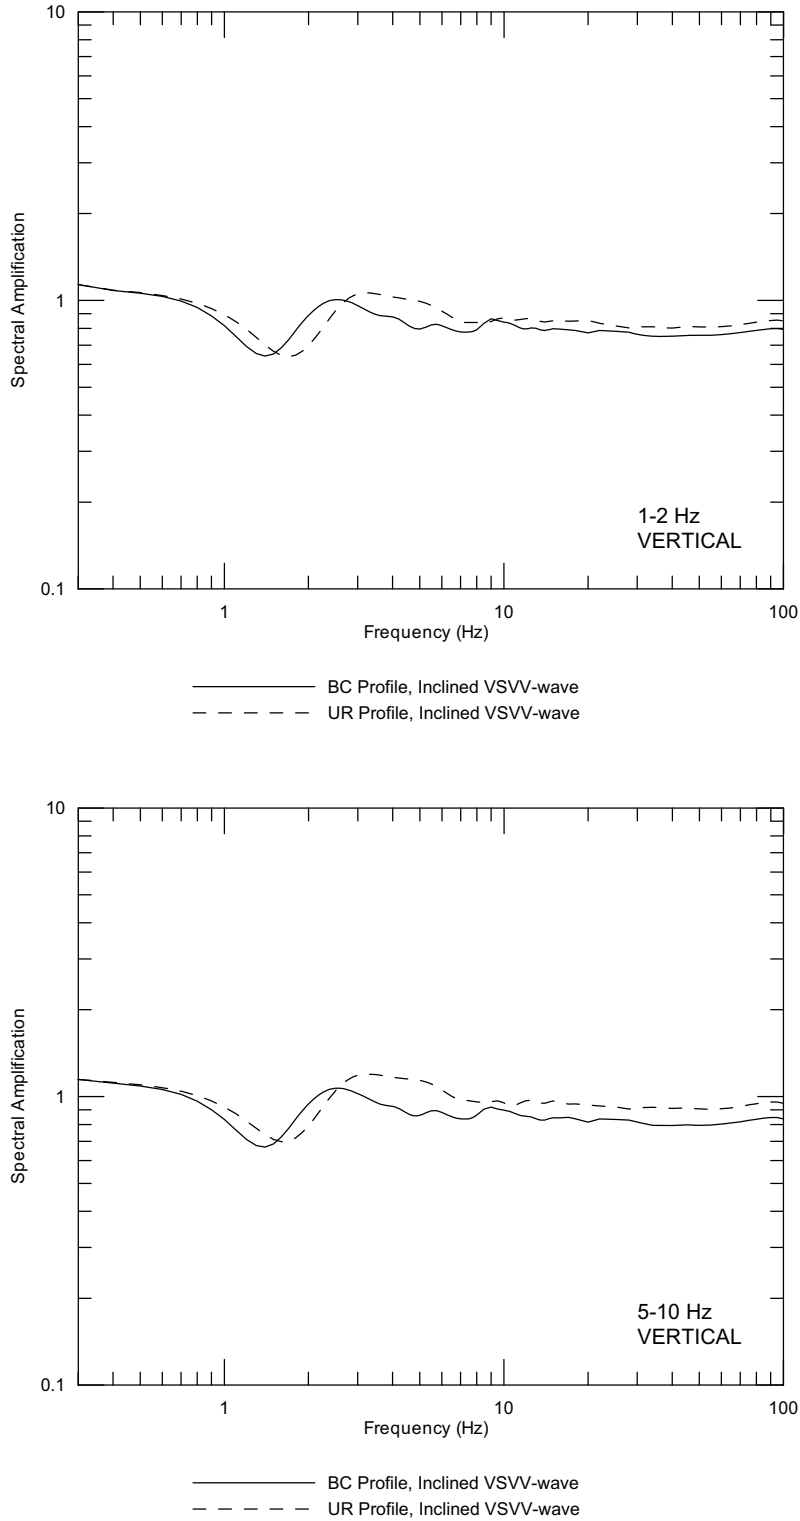 10
1
0.1
Spectral Amplification
1-2 Hz
VERTICAL
1 10 100
Frequency (Hz)
BC Profile, Inclined VSVV-wave
UR Profile, Inclined VSVV-wave
10
1
0.1
Spectral Amplification
5-10 Hz
VERTICAL
1 10 100
Frequency (Hz)
BC Profile, Inclined VSVV-wave
UR Profile, Inclined VSVV-wave